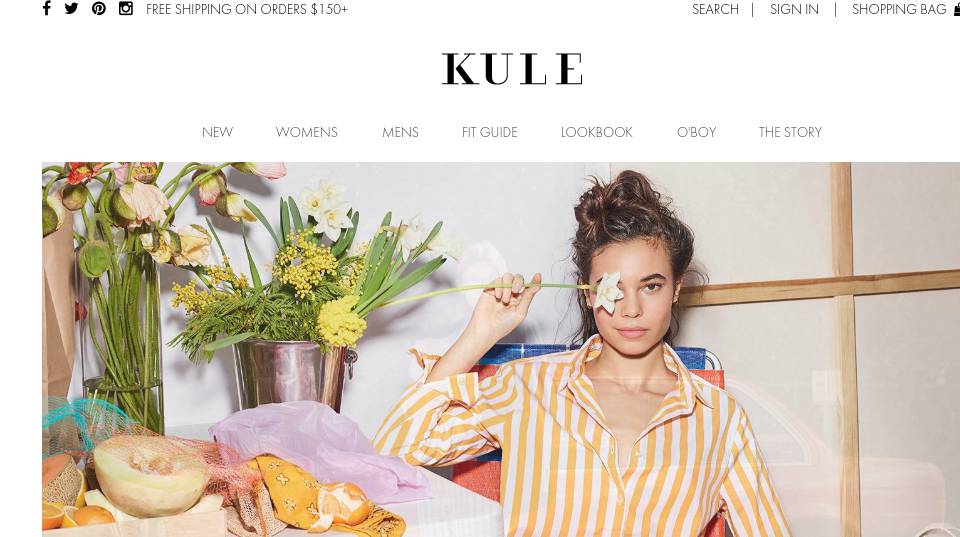 FREE SHIPPING ON ORDERS $150+
SEARCH | SIGN IN | SHOPPING BAG
KULE
NEW WOMENS MENS FIT GUIDE LOOKBOOK O'BOY THE STORY